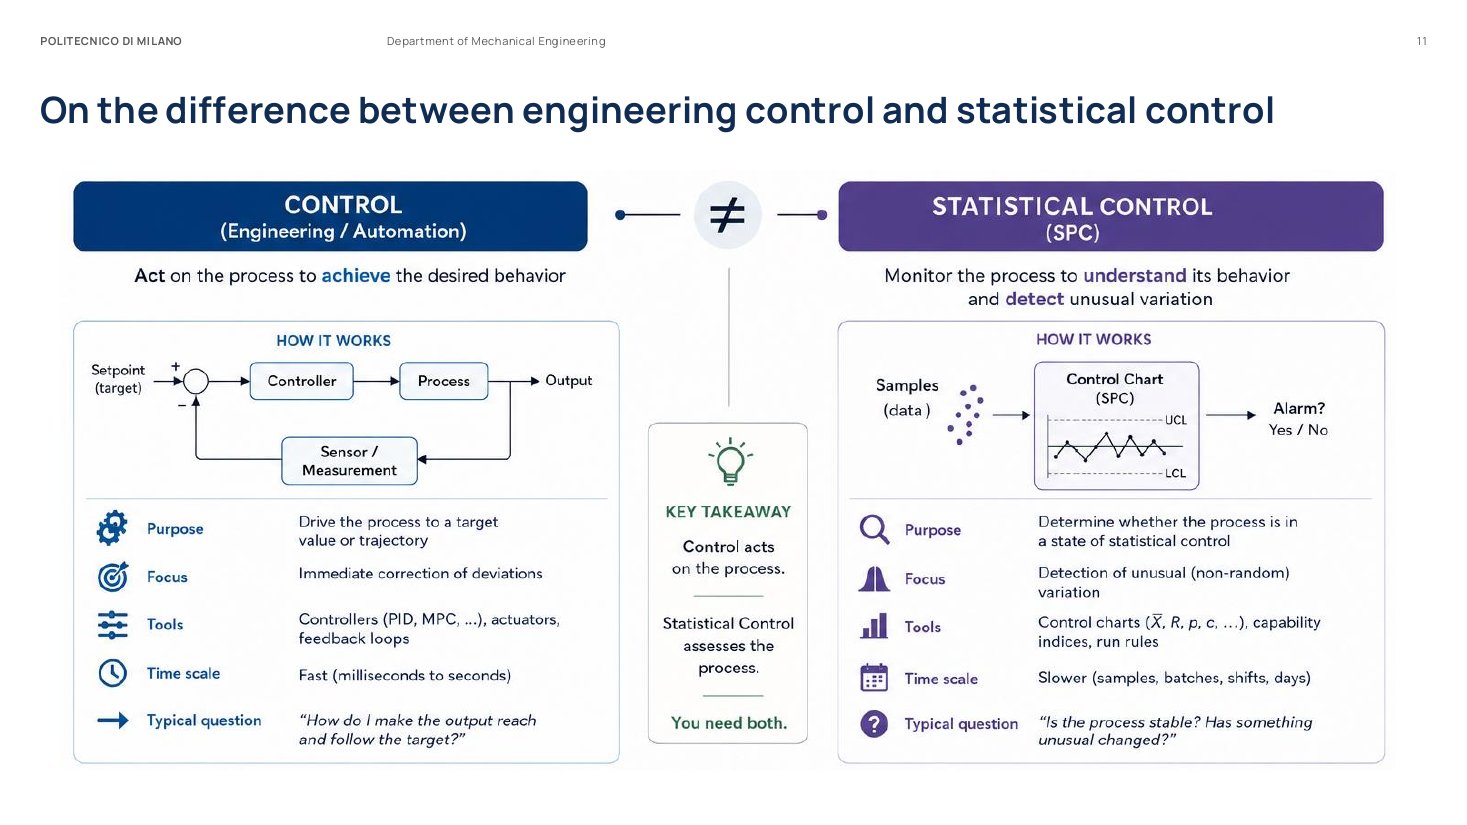 POLITECNICO DI MILANO
Department of Mechanical Engineering
11
On the difference between engineering control and statistical control
CONTROL
(Engineering / Automation)
Act on the process to achieve the desired behavior
HOW IT WORKS
Setpoint
(target)
+
−
Controller
Process
Output
Sensor /
Measurement
Purpose
Drive the process to a target
value or trajectory
Focus
Immediate correction of deviations
Tools
Controllers (PID, MPC, ...), actuators,
feedback loops
Time scale
Fast (milliseconds to seconds)
Typical question
“How do I make the output reach
and follow the target?”
≠
KEY TAKEAWAY
Control acts
on the process.
Statistical Control
assesses the
process.
You need both.
STATISTICAL CONTROL
(SPC)
Monitor the process to understand its behavior
and detect unusual variation
HOW IT WORKS
Samples
(data)
Control Chart
(SPC)
UCL
LCL
Alarm?
Yes / No
Purpose
Determine whether the process is in
a state of statistical control
Focus
Detection of unusual (non-random)
variation
Tools
Control charts (X̅, R, p, c, ...), capability
indices, run rules
Time scale
Slower (samples, batches, shifts, days)
?
Typical question
“Is the process stable? Has something
unusual changed?”